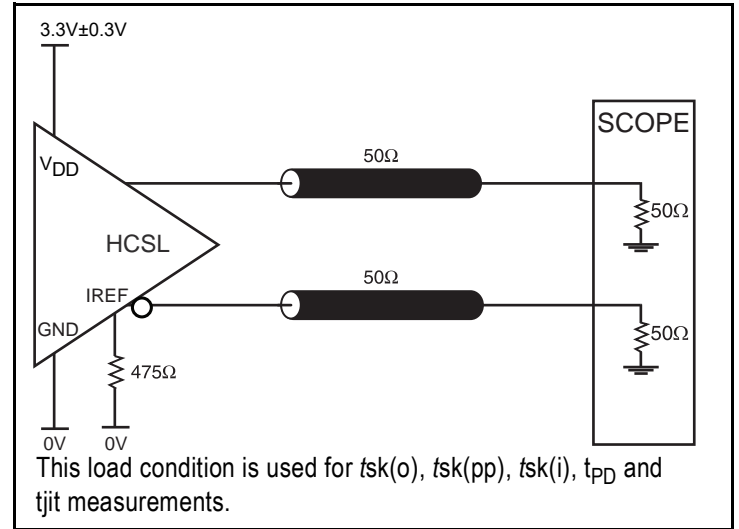 3.3V±0.3V
SCOPE
VDD
50Ω
50Ω
HCSL
50Ω
IREF
GND
50Ω
475Ω
0V
0V
This load condition is used for tsk(o), tsk(pp), tsk(i), tPD and
tjit measurements.